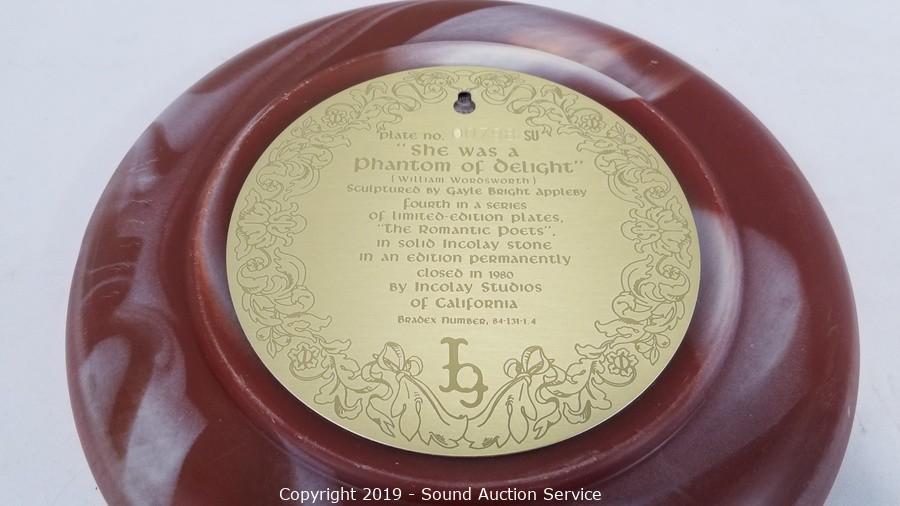 Plate no. SU
"She was a
Phantom of Delight"
(William Wordsworth)
Sculptured by Gayle Bright Appleby
Fourth in a series
of limited-edition plates,
"The Romantic Poets".
in solid Incolay stone
in an edition permanently
closed in 1980
by Incolay Studios
of California
Bradex Number, 84-I31-1.4
Copyright 2019 - Sound Auction Service